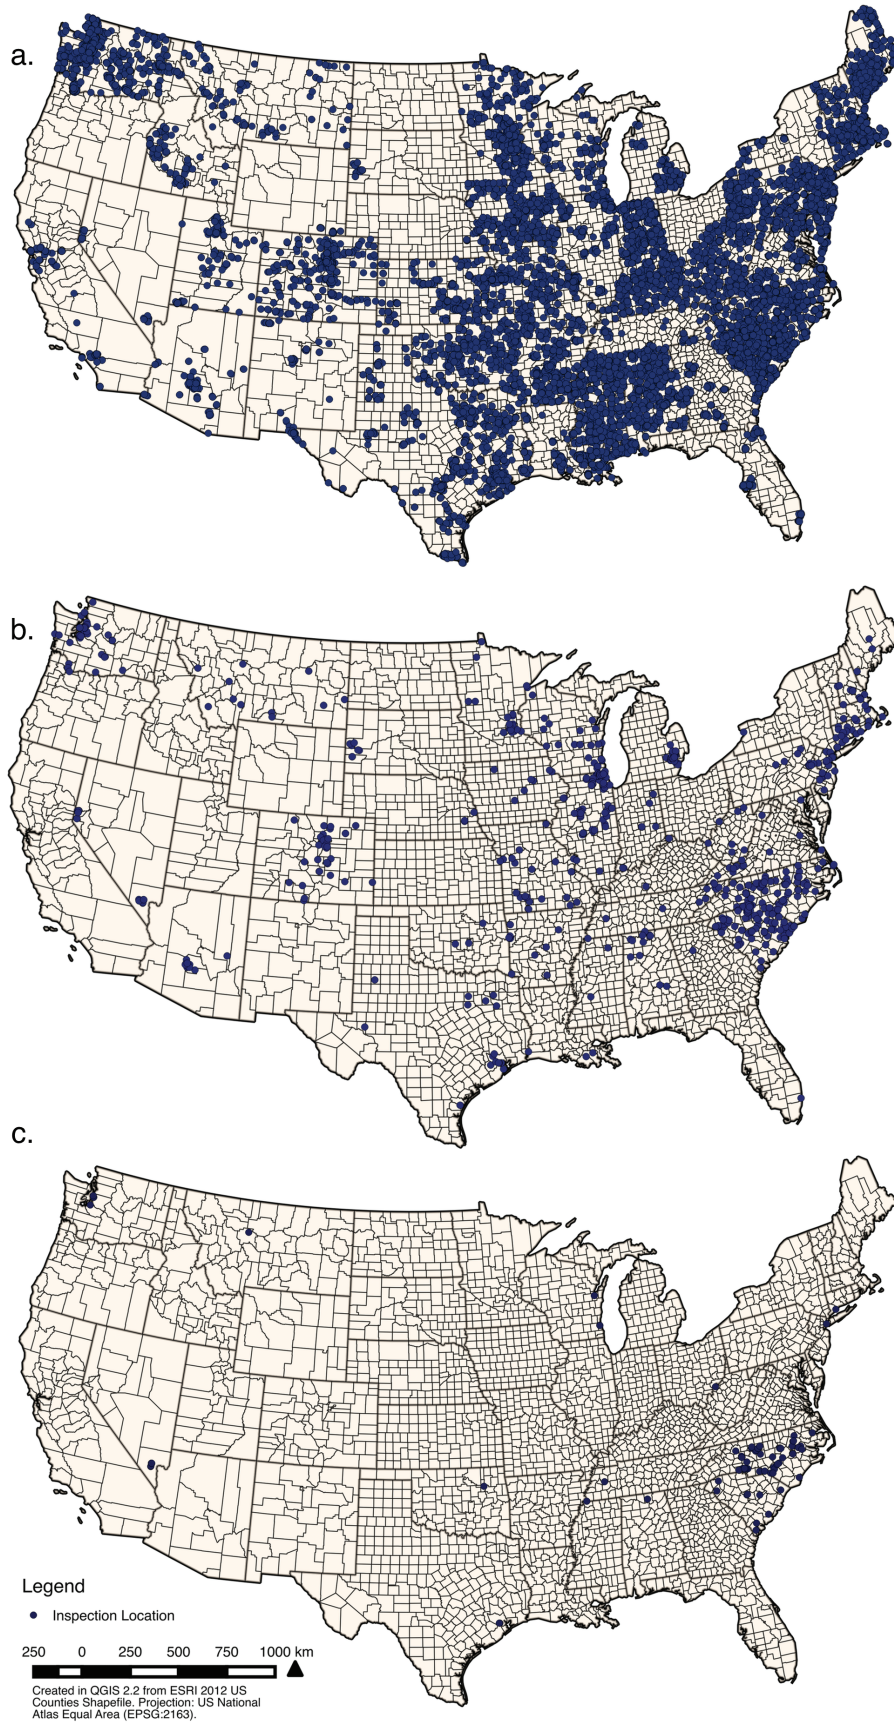 a.
b.
c.
Legend
Inspection Location
250 0 250 500 750 1000 km
Created in QGIS 2.2 from ESRI 2012 US
Counties Shapefile. Projection: US National
Atlas Equal Area (EPSG:2163).